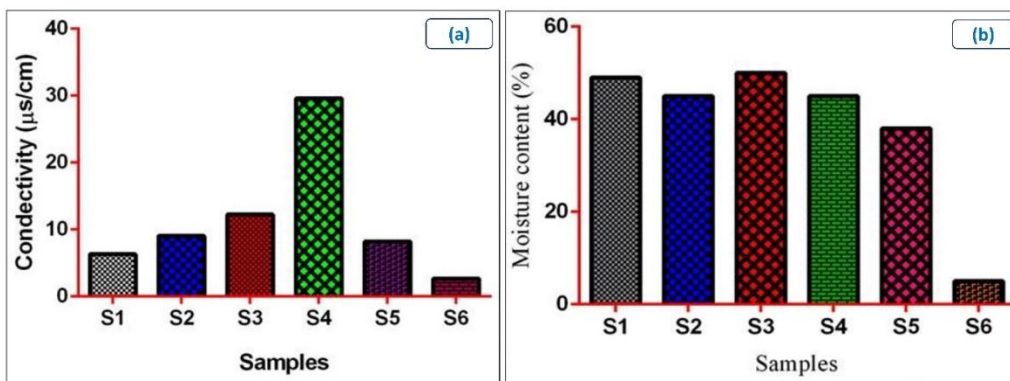 (a)
Condectivity (µs/cm)
40
30
20
10
0
S1 S2 S3 S4 S5 S6
Samples
(b)
Moisture content (%)
60
40
20
0
S1 S2 S3 S4 S5 S6
Samples